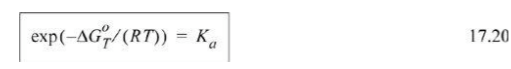 exp(−ΔG°_T/(RT)) = K_a 17.20